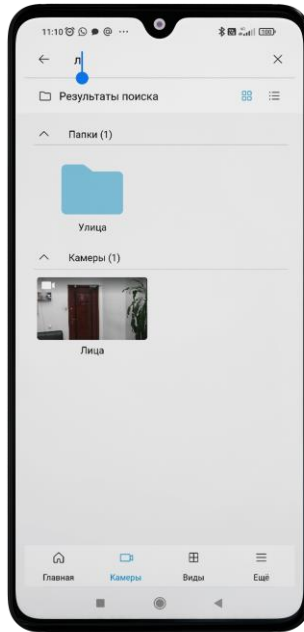 11:10
л
Результаты поиска
Папки (1)
Улица
Камеры (1)
Лица
Главная Камеры Виды Ещё